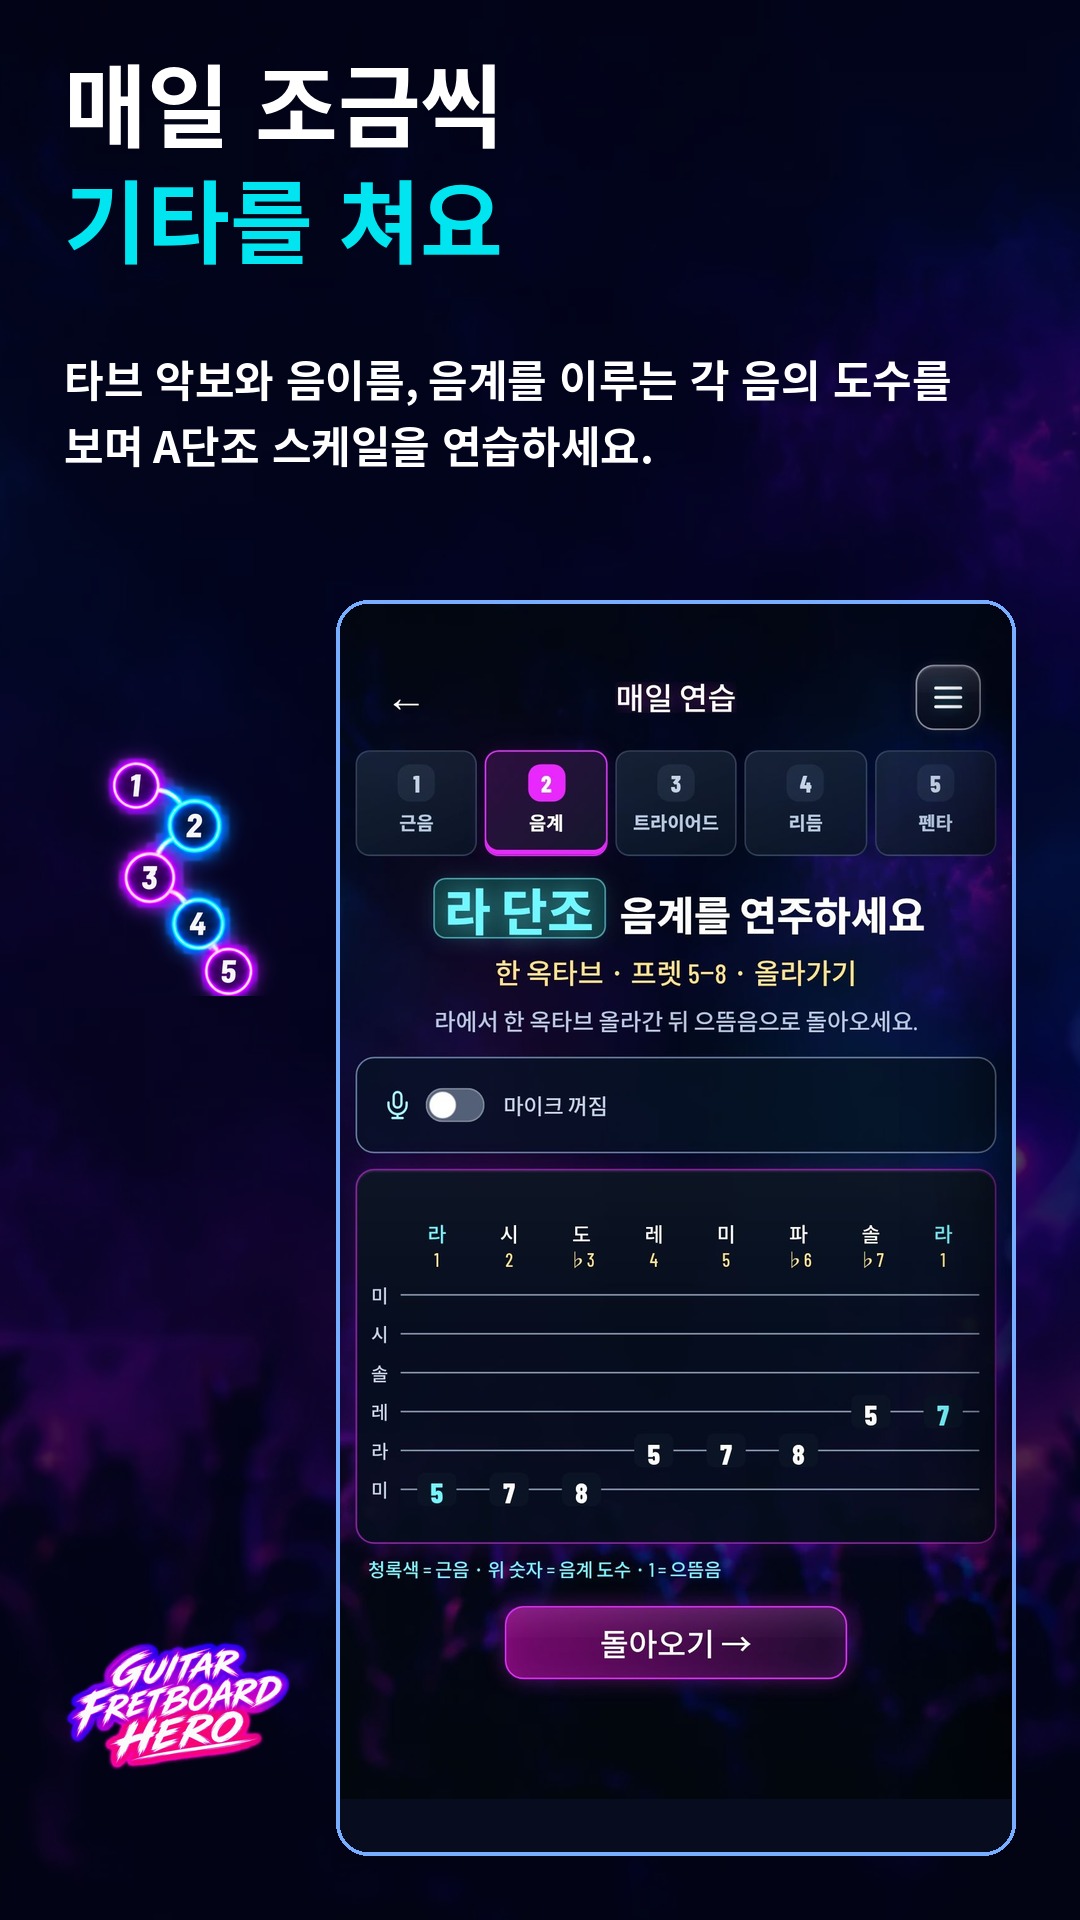 매일 조금씩
기타를 쳐요
타브 악보와 음이름, 음계를 이루는 각 음의 도수를
보며 A단조 스케일을 연습하세요.
← 매일 연습
1 2 3 4 5
근음 음계 트라이어드 리듬 펜타
라 단조 음계를 연주하세요
한 옥타브 · 프렛 5–8 · 올라가기
라에서 한 옥타브 올라간 뒤 으뜸음으로 돌아오세요.
마이크 꺼짐
라 시 도 레 미 파 솔 라
1 2 ♭3 4 5 ♭6 ♭7 1
미
시
솔
레 5 7
라 5 7 8
미 5 7 8
청록색 = 근음 · 위 숫자 = 음계 도수 · 1 = 으뜸음
돌아오기 →
1
2
3
4
5
GUITAR
FRETBOARD
HERO